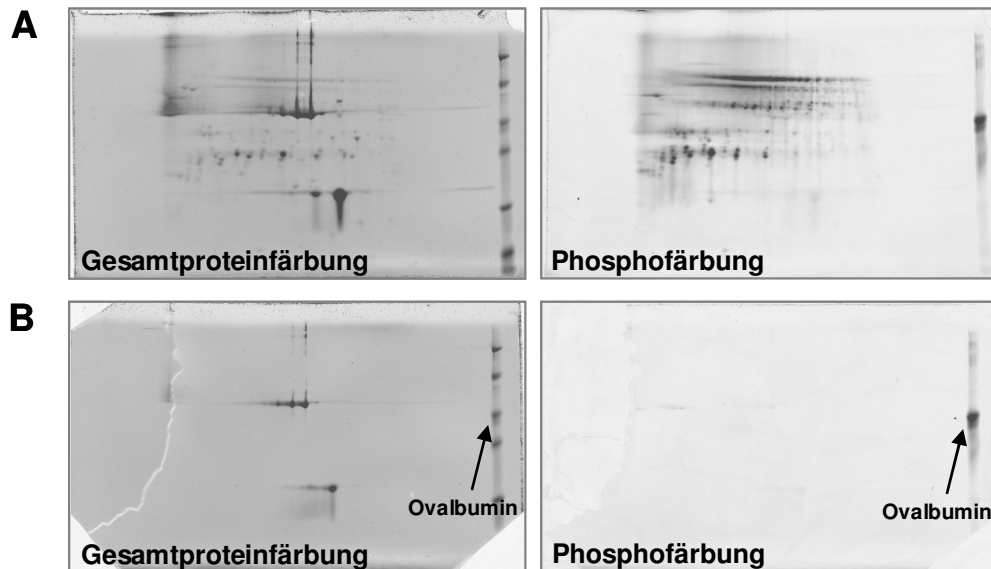 A
Gesamtproteinfärbung
Phosphofärbung
B
Ovalbumin
Ovalbumin
Gesamtproteinfärbung
Phosphofärbung